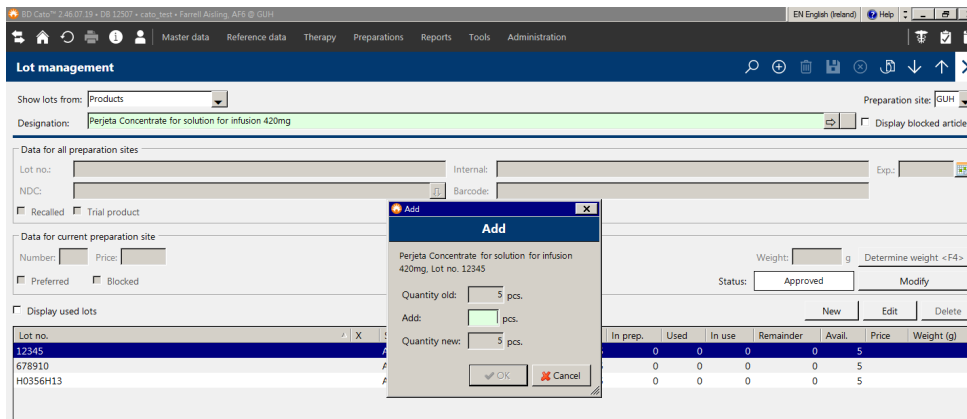 BD Cato™ 2.46.07.19 • DB 12507 • cato_test • Farrell Aisling, AF6 @ GUH EN English (Ireland) Help
Master data Reference data Therapy Preparations Reports Tools Administration
Lot management
Show lots from: Products Preparation site: GUH
Designation: Perjeta Concentrate for solution for infusion 420mg Display blocked article
Data for all preparation sites
Lot no.: Internal: Exp.:
NDC: Barcode:
Recalled Trial product
Data for current preparation site
Number: Price: Weight: g Determine weight <F4>
Preferred Blocked Status: Approved Modify
Display used lots New Edit Delete
Lot no. X In prep. Used In use Remainder Avail. Price Weight (g)
12345 0 0 0 5
678910 0 0 0 0 5
H0356H13 0 0 0 0 5
Add
Add
Perjeta Concentrate for solution for infusion
420mg, Lot no. 12345
Quantity old: 5 pcs.
Add: pcs.
Quantity new: 5 pcs.
OK Cancel